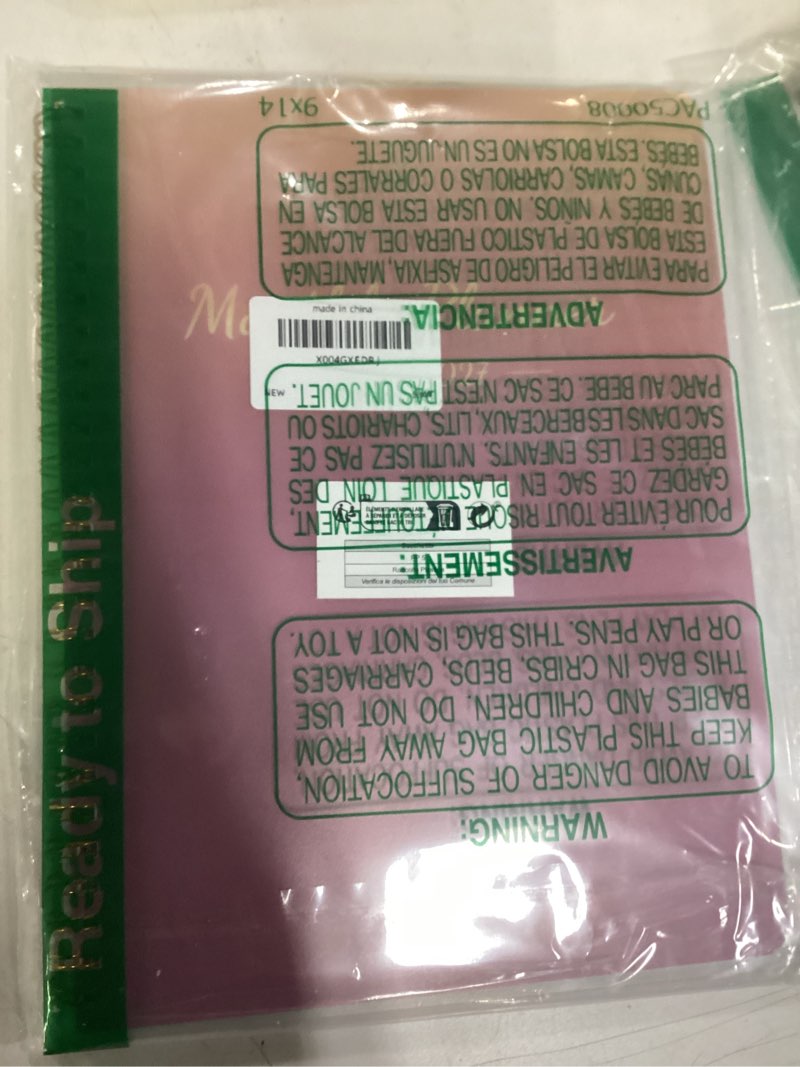 PAC50008 9x14
WARNING:
TO AVOID DANGER OF SUFFOCATION,
KEEP THIS PLASTIC BAG AWAY FROM
BABIES AND CHILDREN. DO NOT USE
THIS BAG IN CRIBS, BEDS, CARRIAGES
OR PLAY PENS. THIS BAG IS NOT A TOY.
AVERTISSEMENT:
POUR ÉVITER TOUT RISQUE
GARDEZ CE SAC EN PLASTIQUE LOIN DES
BÉBÉS ET LES ENFANTS. N'UTILISEZ PAS CE
SAC DANS LES BERCEAUX, LITS, CHARIOTS OU
PARC AU BEBE. CE SAC N'EST PAS UN JOUET.
ADVERTENCIA:
PARA EVITAR EL PELIGRO DE ASFIXIA, MANTENGA
ESTA BOLSA DE PLASTICO FUERA DEL ALCANCE
DE BEBES Y NIÑOS. NO USAR ESTA BOLSA EN
CUNAS, CAMAS, CARRIOLAS O CORRALES PARA
BEBES. ESTA BOLSA NO ES UN JUGUETE.
Ready to Ship
made in china
NEW
Verifica le disposizioni del tuo Comune